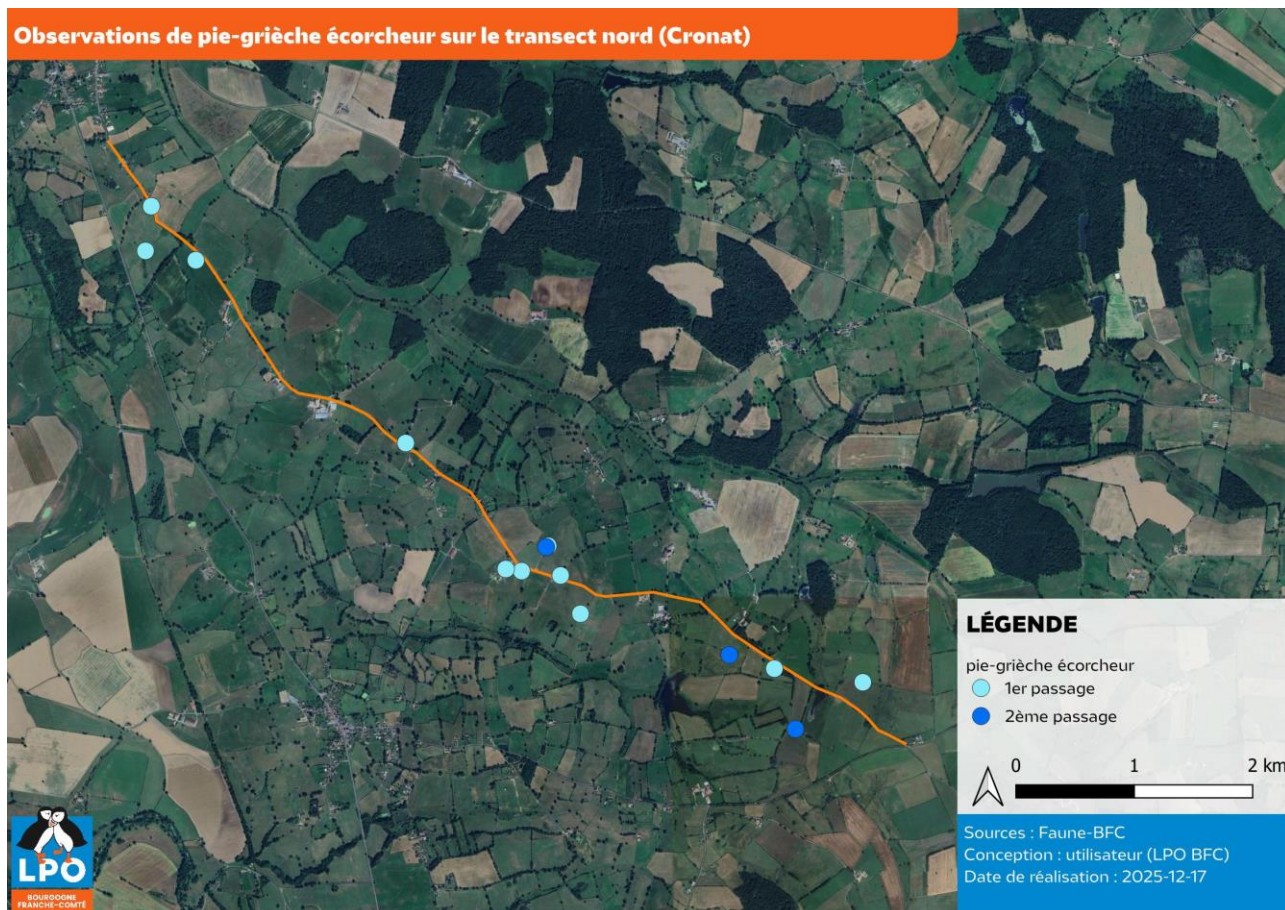 Observations de pie-grièche écorcheur sur le transect nord (Cronat)
LÉGENDE
pie-grièche écorcheur
1er passage
2ème passage
0 1 2 km
Sources : Faune-BFC
Conception : utilisateur (LPO BFC)
Date de réalisation : 2025-12-17
LPO
BOURGOGNE
FRANCHE-COMTÉ